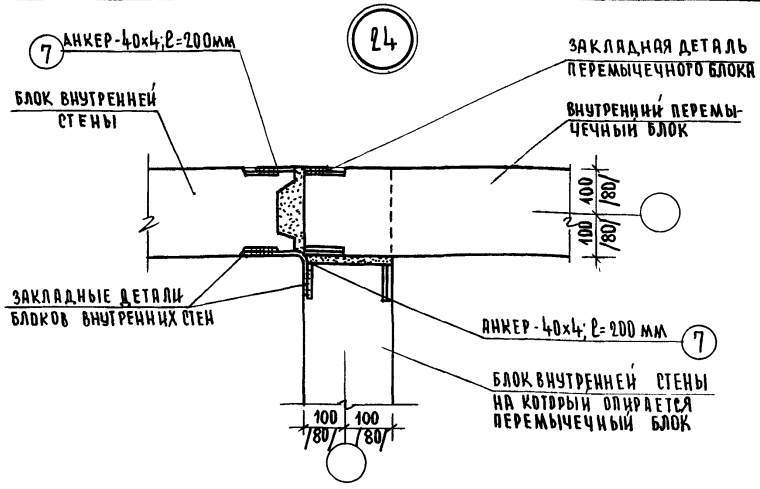 24
7 АНКЕР-40x4; ℓ=200мм
ЗАКЛАДНАЯ ДЕТАЛЬ
ПЕРЕМЫЧЕЧНОГО БЛОКА
БЛОК ВНУТРЕННЕЙ
СТЕНЫ
ВНУТРЕННИЙ ПЕРЕМЫ-
ЧЕЧНЫЙ БЛОК
100
/80/
100
/80/
ЗАКЛАДНЫЕ ДЕТАЛИ
БЛОКОВ ВНУТРЕННИХ СТЕН
АНКЕР-40x4; ℓ=200 мм 7
БЛОК ВНУТРЕННЕЙ СТЕНЫ
НА КОТОРЫЙ ОПИРАЕТСЯ
ПЕРЕМЫЧЕЧНЫЙ БЛОК
100 100
/80/ /80/